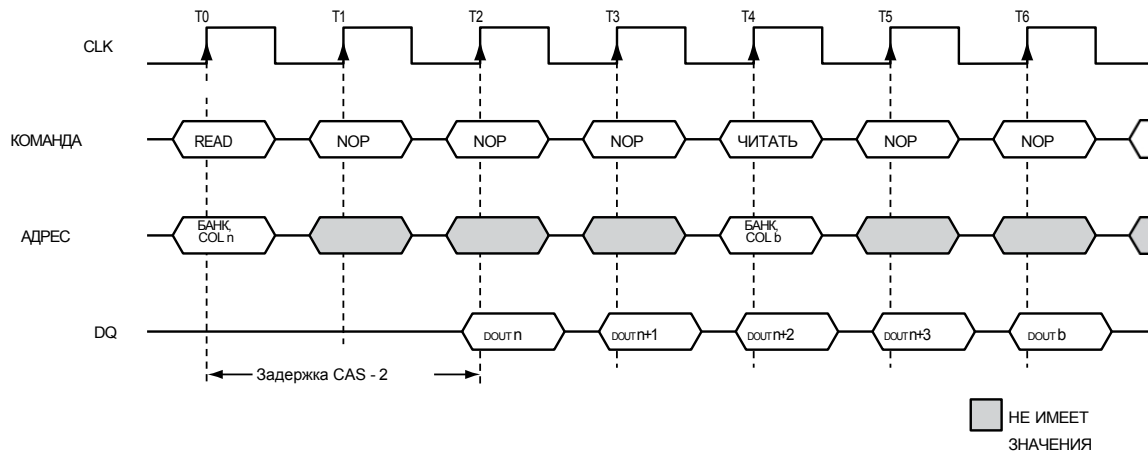 T0 T1 T2 T3 T4 T5 T6
CLK
КОМАНДА READ NOP NOP NOP ЧИТАТЬ NOP NOP
АДРЕС БАНК, COL n БАНК, COL b
DQ DOUT n DOUT n+1 DOUT n+2 DOUT n+3 DOUT b
Задержка CAS - 2
НЕ ИМЕЕТ
ЗНАЧЕНИЯ